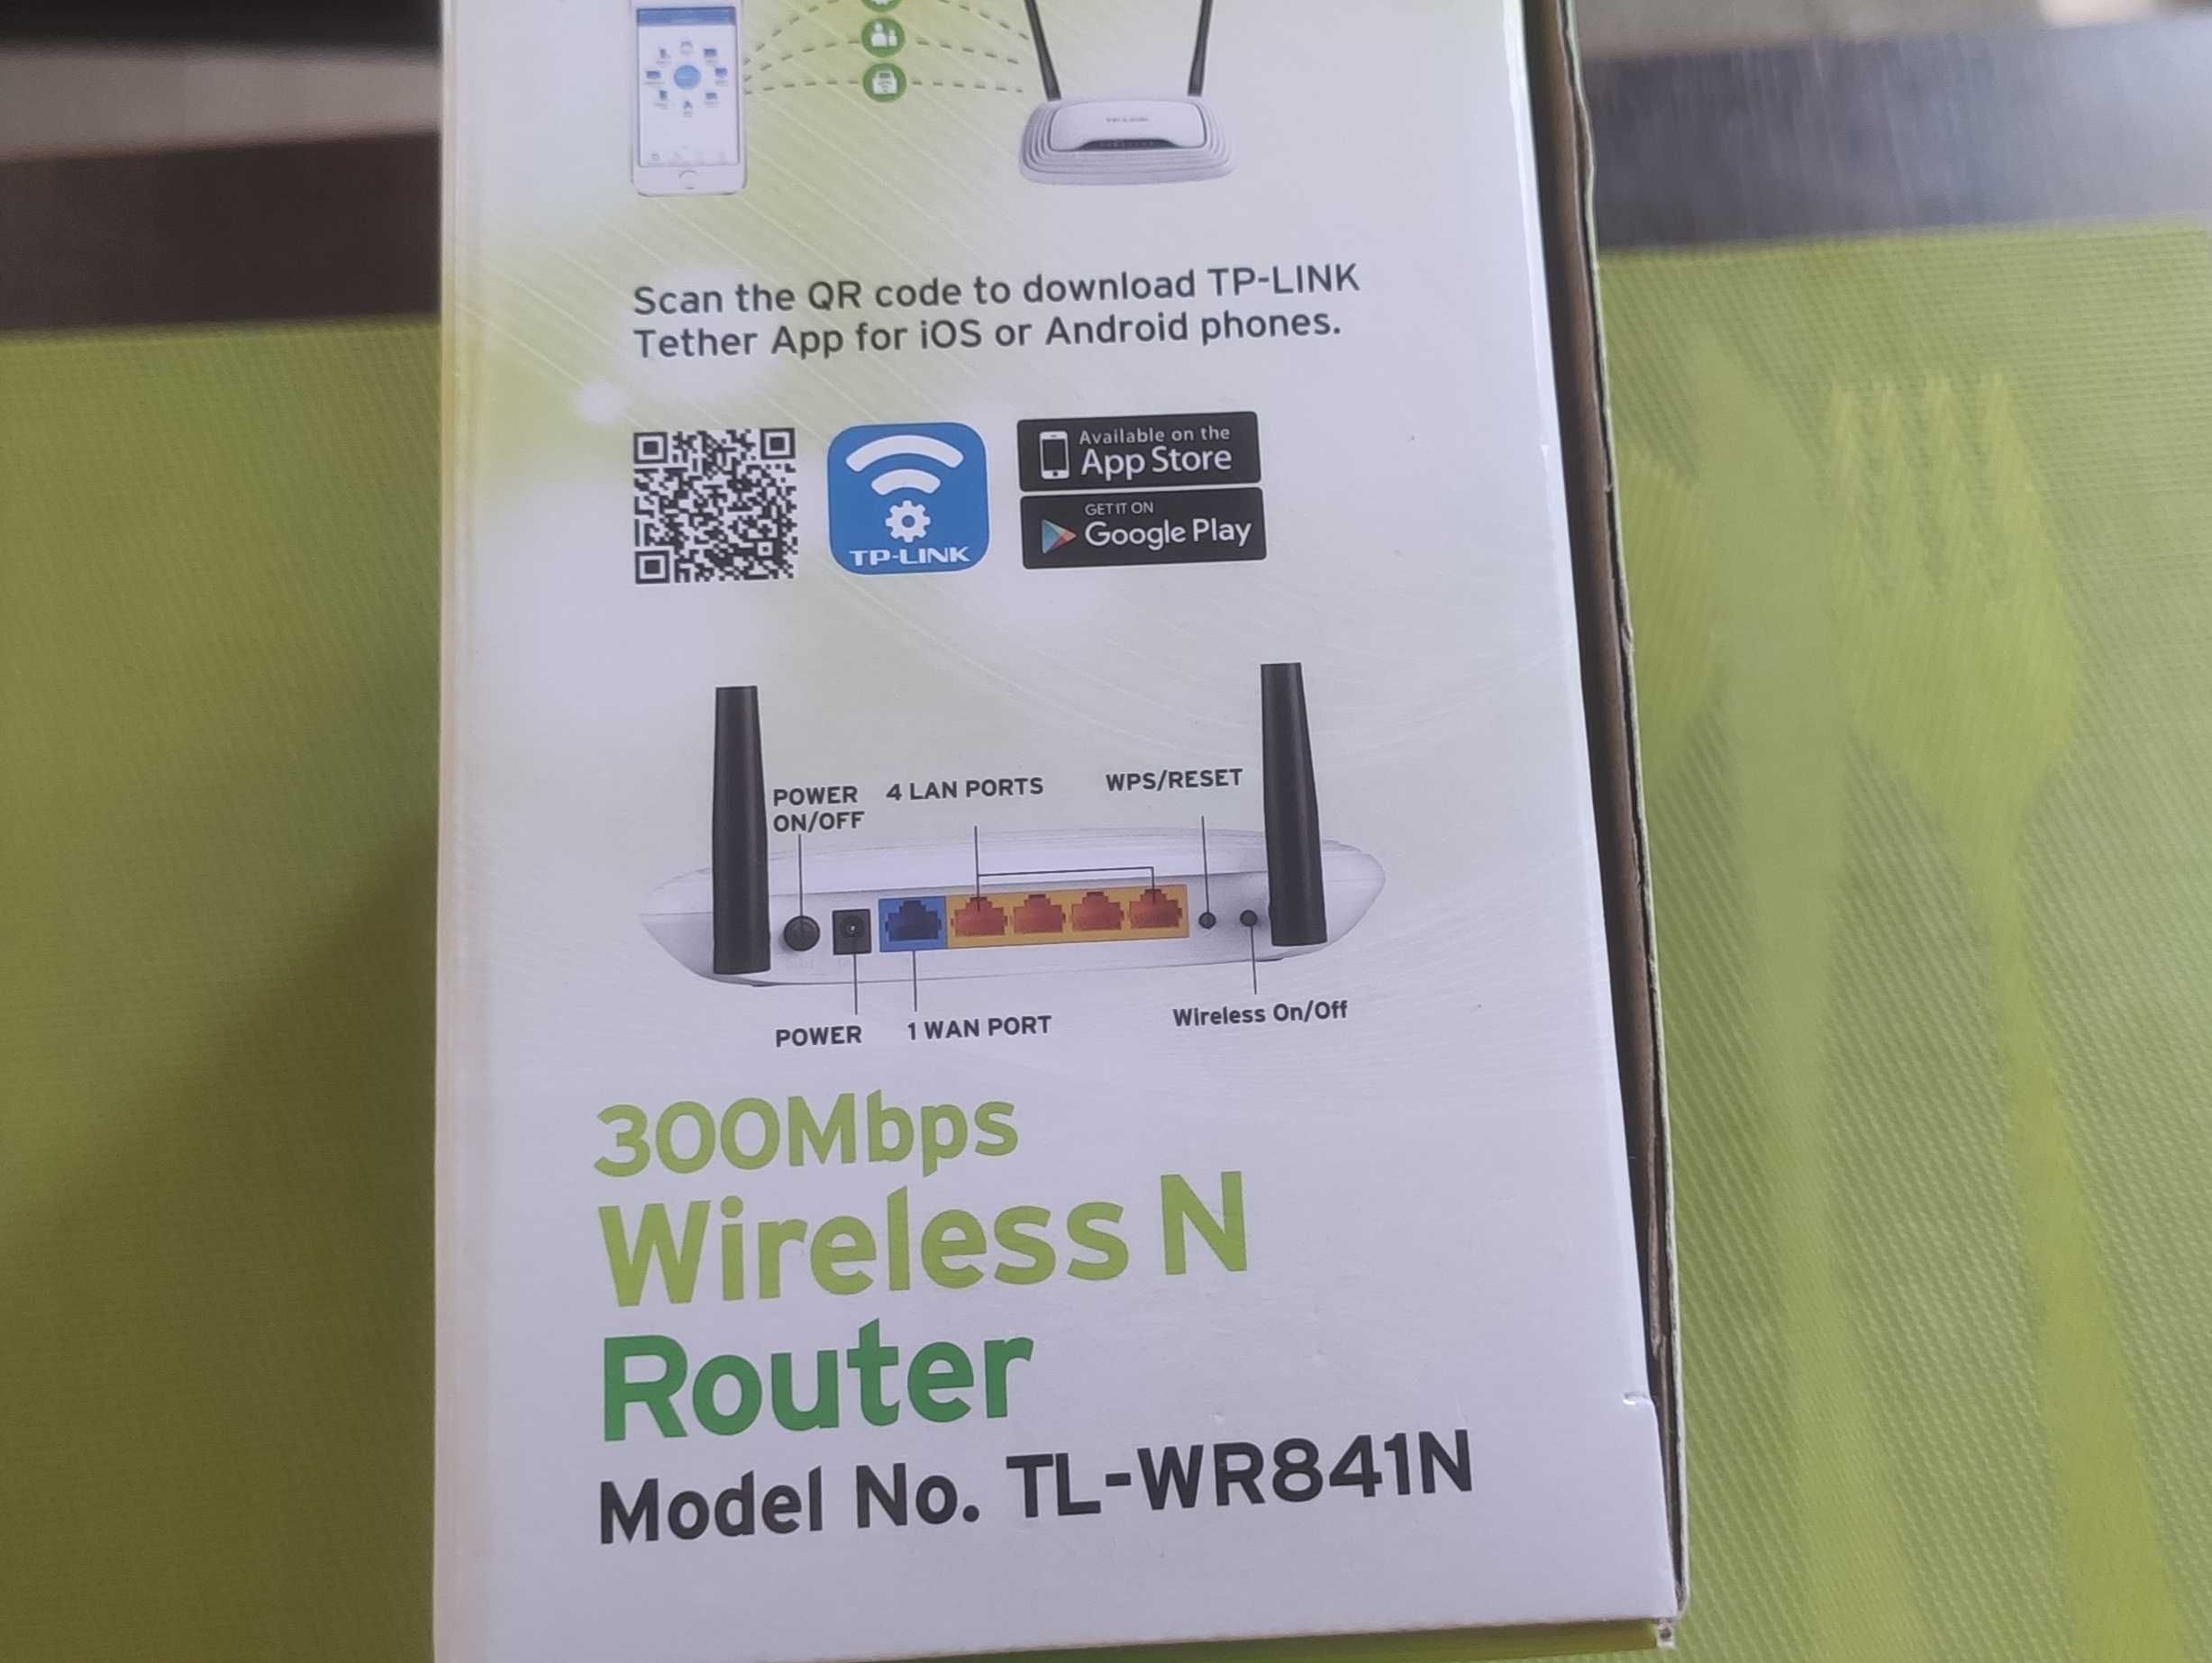 TP-LINK
Scan the QR code to download TP-LINK
Tether App for iOS or Android phones.
Available on the
App Store
GET IT ON
Google Play
TP-LINK
POWER
ON/OFF
4 LAN PORTS
WPS/RESET
POWER
1 WAN PORT
Wireless On/Off
300Mbps
Wireless N
Router
Model No. TL-WR841N